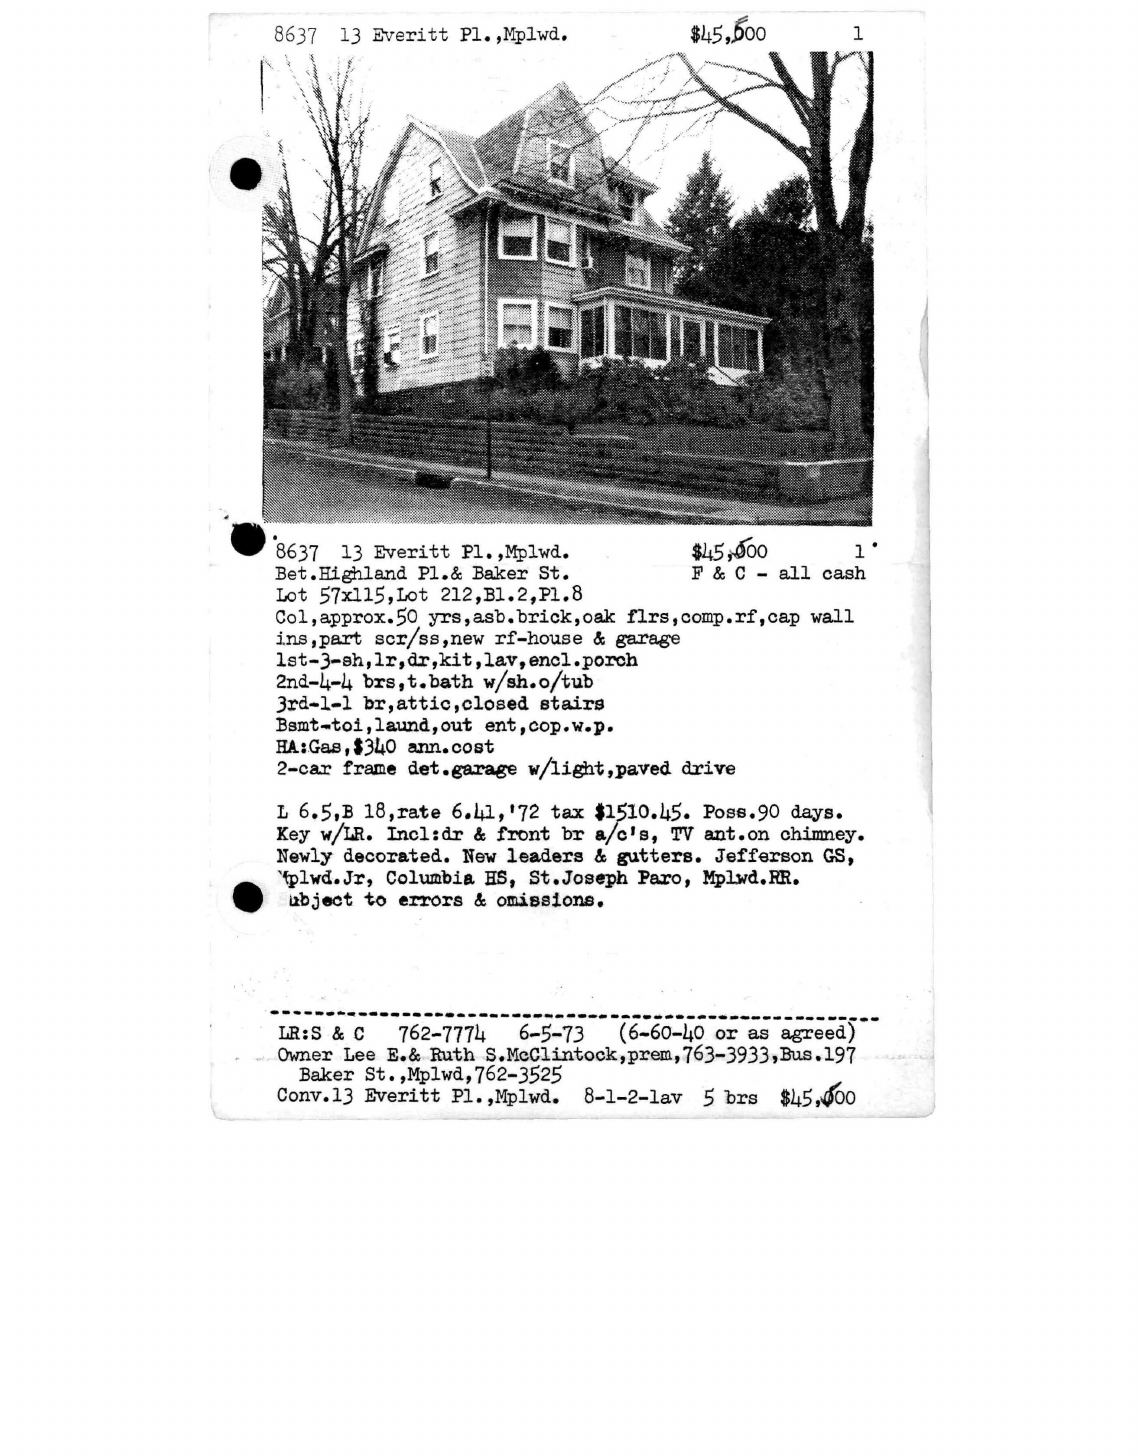 8637 13 Everitt Pl.,Mplwd. $45,000 1
8637 13 Everitt Pl.,Mplwd. $45,000 1
Bet.Highland Pl.& Baker St. F & C - all cash
Lot 57x115,Lot 212,Bl.2,Pl.8
Col,approx.50 yrs,asb.brick,oak flrs,comp.rf,cap wall
ins,part scr/ss,new rf-house & garage
1st-3-sh,lr,dr,kit,lav,encl.porch
2nd-4-4 brs,t.bath w/sh.o/tub
3rd-1-1 br,attic,closed stairs
Bsmt-toi,laund,out ent,cop.w.p.
HA:Gas,$340 ann.cost
2-car frame det.garage w/light,paved drive
L 6.5,B 18,rate 6.41,'72 tax $1510.45. Poss.90 days.
Key w/LR. Incl:dr & front br a/c's, TV ant.on chimney.
Newly decorated. New leaders & gutters. Jefferson GS,
Mplwd.Jr, Columbia HS, St.Joseph Paro, Mplwd.RR.
Subject to errors & omissions.
LR:S & C 762-7774 6-5-73 (6-60-40 or as agreed)
Owner Lee E.& Ruth S.McClintock,prem,763-3933,Bus.197
Baker St.,Mplwd,762-3525
Conv.13 Everitt Pl.,Mplwd. 8-1-2-lav 5 brs $45,000